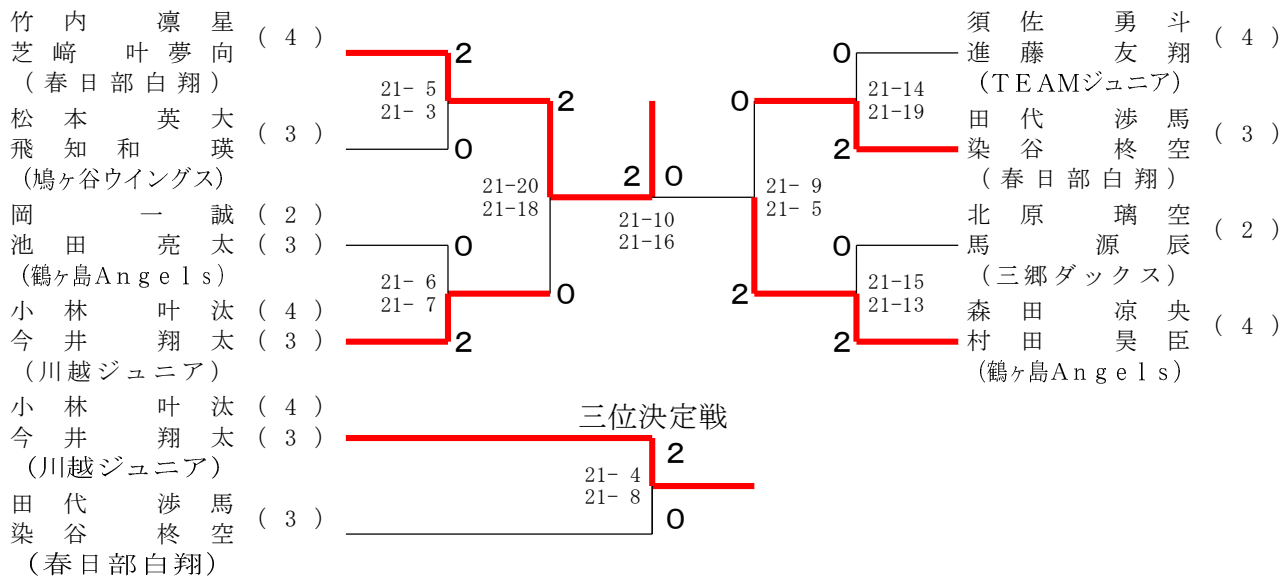 竹内 凛星 (4)
芝﨑 叶夢向
(春日部白翔)
2
21- 5
21- 3
松本 英大 (3)
飛知和 瑛
(鳩ヶ谷ウイングス)
0
2
21-20
21-18
岡 一誠 (2)
池田 亮太 (3)
(鶴ヶ島Angels)
0
21- 6
21- 7
0
小林 叶汰 (4)
今井 翔太 (3)
(川越ジュニア)
2
2 0
21-10
21-16
須佐 勇斗 (4)
進藤 友翔
(TEAMジュニア)
0
21-14
21-19
田代 渉馬 (3)
染谷 柊空
(春日部白翔)
2
0
21- 9
21- 5
北原 璃空 (2)
馬 源辰
(三郷ダックス)
0
21-15
21-13
2
森田 凉央 (4)
村田 昊臣
(鶴ヶ島Angels)
2
三位決定戦
小林 叶汰 (4)
今井 翔太 (3)
(川越ジュニア)
2
21- 4
21- 8
田代 渉馬 (3)
染谷 柊空
(春日部白翔)
0